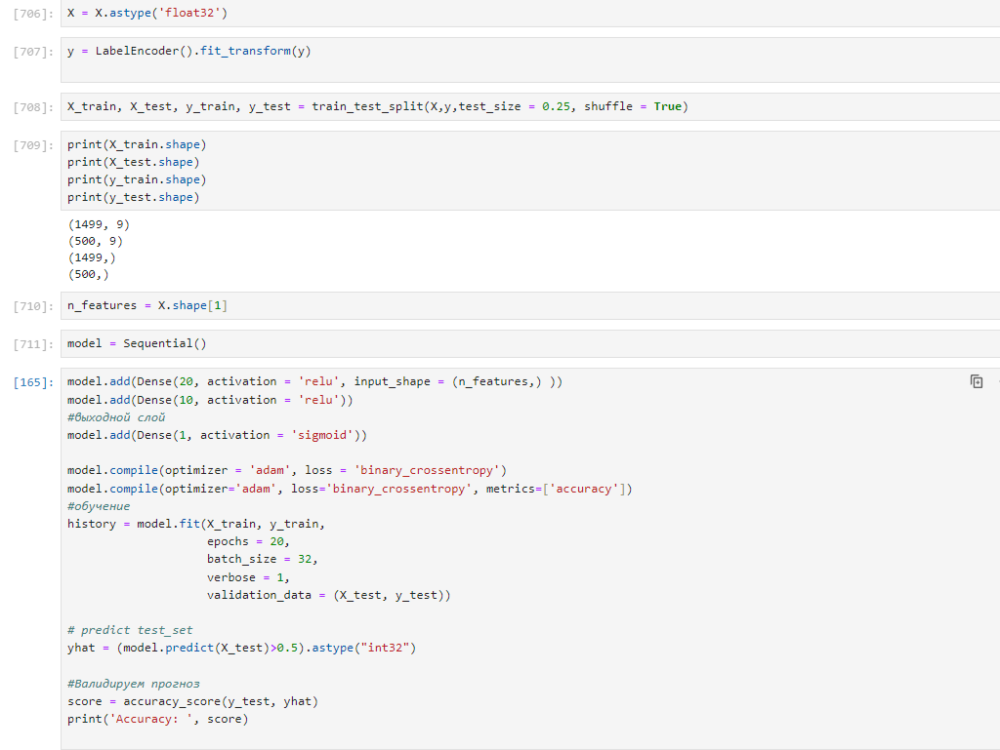 [706]: X = X.astype('float32')
[707]: y = LabelEncoder().fit_transform(y)
[708]: X_train, X_test, y_train, y_test = train_test_split(X,y,test_size = 0.25, shuffle = True)
[709]: print(X_train.shape)
print(X_test.shape)
print(y_train.shape)
print(y_test.shape)
(1499, 9)
(500, 9)
(1499,)
(500,)
[710]: n_features = X.shape[1]
[711]: model = Sequential()
[165]: model.add(Dense(20, activation = 'relu', input_shape = (n_features,) ))
model.add(Dense(10, activation = 'relu'))
#выходной слой
model.add(Dense(1, activation = 'sigmoid'))
model.compile(optimizer = 'adam', loss = 'binary_crossentropy')
model.compile(optimizer='adam', loss='binary_crossentropy', metrics=['accuracy'])
#обучение
history = model.fit(X_train, y_train,
epochs = 20,
batch_size = 32,
verbose = 1,
validation_data = (X_test, y_test))
# predict test_set
yhat = (model.predict(X_test)>0.5).astype("int32")
#Валидируем прогноз
score = accuracy_score(y_test, yhat)
print('Accuracy: ', score)